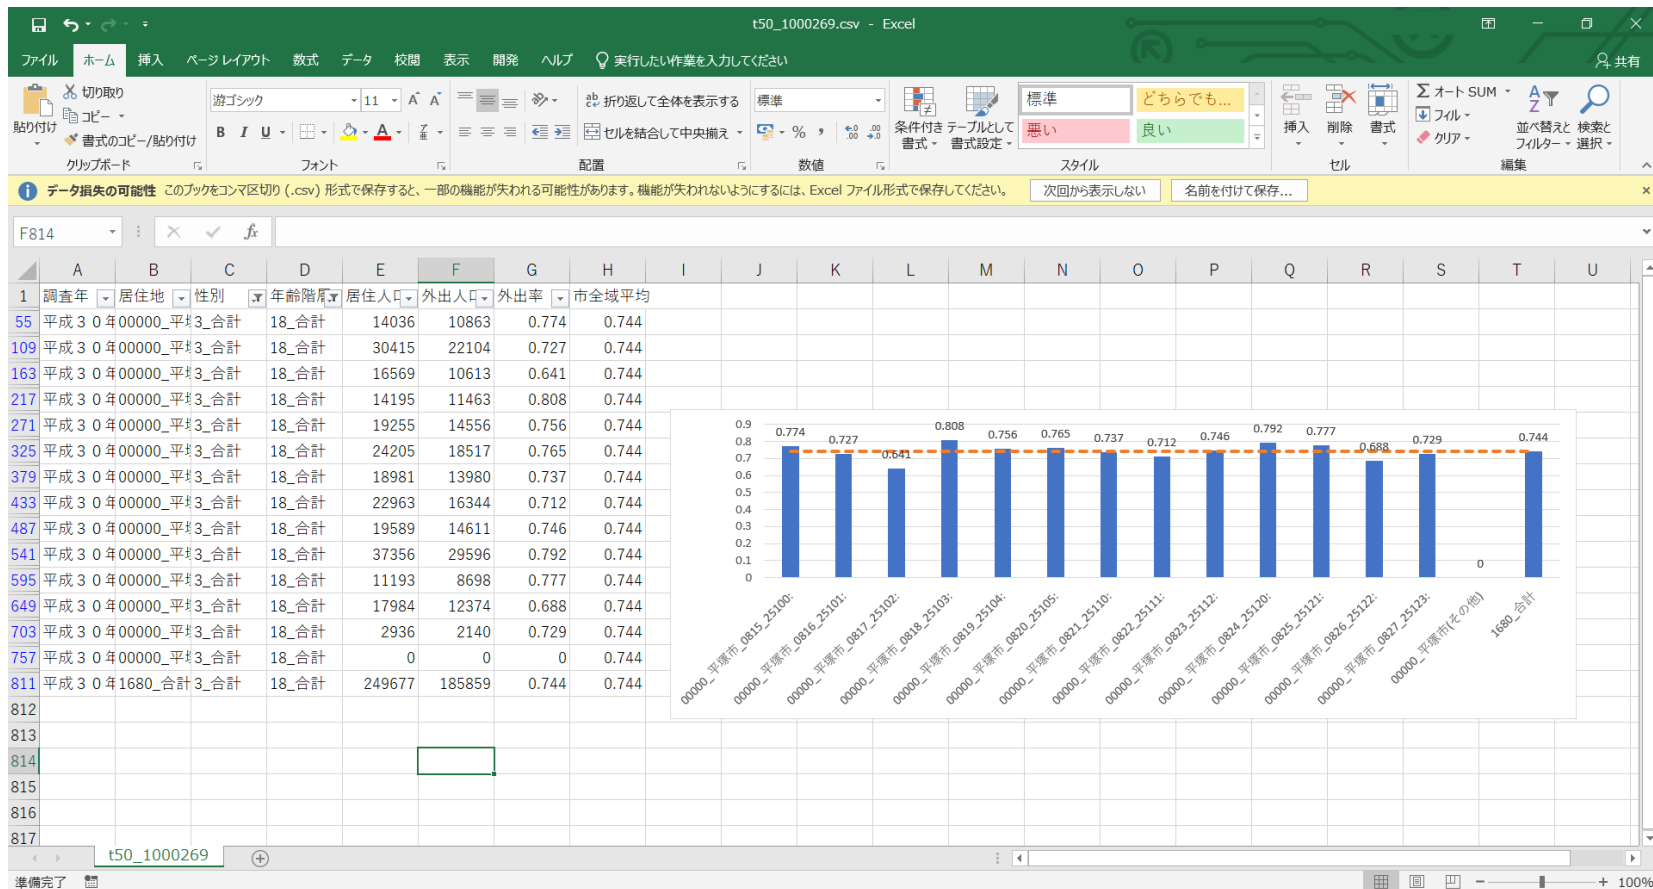 t50_1000269.csv - Excel
ファイル ホーム 挿入 ページ レイアウト 数式 データ 校閲 表示 開発 ヘルプ 実行したい作業を入力してください 共有
貼り付け 切り取り コピー 書式のコピー/貼り付け
游ゴシック 11
B I U
折り返して全体を表示する
セルを結合して中央揃え
標準
条件付き書式 テーブルとして書式設定
標準 どちらでも...
悪い 良い
挿入 削除 書式
オート SUM
フィル
クリア
並べ替えとフィルター 検索と選択
クリップボード フォント 配置 数値 スタイル セル 編集
データ損失の可能性 このブックをコンマ区切り (.csv) 形式で保存すると、一部の機能が失われる可能性があります。機能が失われないようにするには、Excel ファイル形式で保存してください。 次回から表示しない 名前を付けて保存...
F814 fx
A B C D E F G H I J K L M N O P Q R S T U
1 調査年 居住地 性別 年齢階層 居住人口 外出人口 外出率 市全域平均
55 平成３０年 00000_平塚 3_合計 18_合計 14036 10863 0.774 0.744
109 平成３０年 00000_平塚 3_合計 18_合計 30415 22104 0.727 0.744
163 平成３０年 00000_平塚 3_合計 18_合計 16569 10613 0.641 0.744
217 平成３０年 00000_平塚 3_合計 18_合計 14195 11463 0.808 0.744
271 平成３０年 00000_平塚 3_合計 18_合計 19255 14556 0.756 0.744
325 平成３０年 00000_平塚 3_合計 18_合計 24205 18517 0.765 0.744
379 平成３０年 00000_平塚 3_合計 18_合計 18981 13980 0.737 0.744
433 平成３０年 00000_平塚 3_合計 18_合計 22963 16344 0.712 0.744
487 平成３０年 00000_平塚 3_合計 18_合計 19589 14611 0.746 0.744
541 平成３０年 00000_平塚 3_合計 18_合計 37356 29596 0.792 0.744
595 平成３０年 00000_平塚 3_合計 18_合計 11193 8698 0.777 0.744
649 平成３０年 00000_平塚 3_合計 18_合計 17984 12374 0.688 0.744
703 平成３０年 00000_平塚 3_合計 18_合計 2936 2140 0.729 0.744
757 平成３０年 00000_平塚 3_合計 18_合計 0 0 0 0.744
811 平成３０年 1680_合計 3_合計 18_合計 249677 185859 0.744 0.744
812
813
814
815
816
817
0.9
0.8
0.7
0.6
0.5
0.4
0.3
0.2
0.1
0
0.774 0.727 0.641 0.808 0.756 0.765 0.737 0.712 0.746 0.792 0.777 0.688 0.729 0 0.744
00000_平塚市_0815_25100:
00000_平塚市_0816_25101:
00000_平塚市_0817_25102:
00000_平塚市_0818_25103:
00000_平塚市_0819_25104:
00000_平塚市_0820_25105:
00000_平塚市_0821_25110:
00000_平塚市_0822_25111:
00000_平塚市_0823_25112:
00000_平塚市_0824_25120:
00000_平塚市_0825_25121:
00000_平塚市_0826_25122:
00000_平塚市_0827_25123:
00000_平塚市(その他)
1680_合計
t50_1000269
準備完了 100%